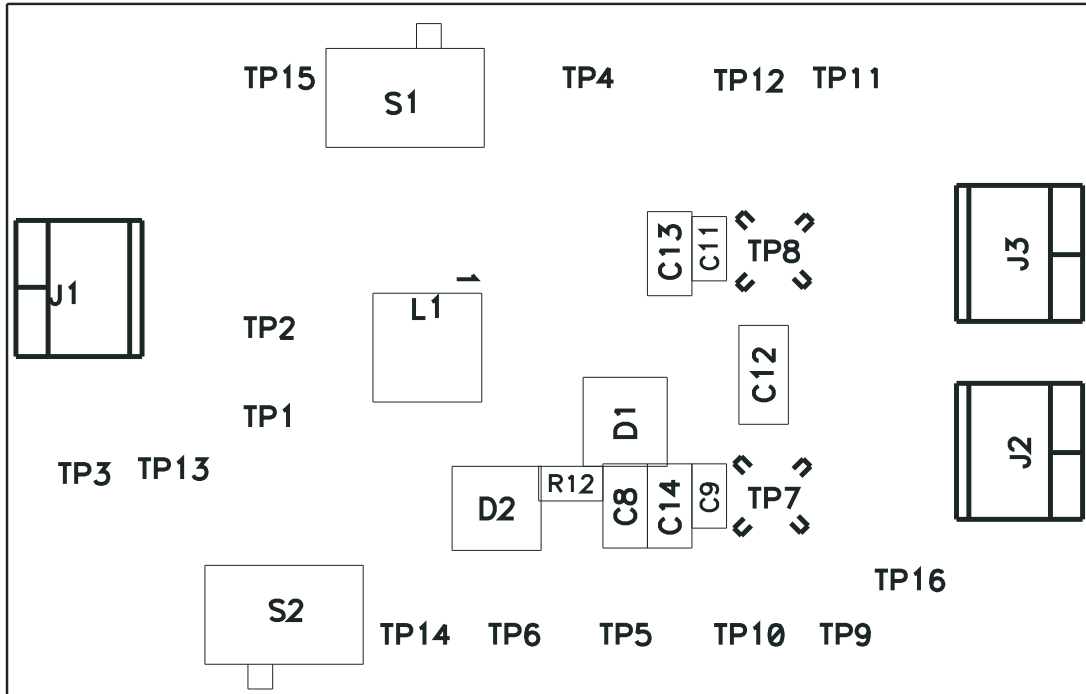 TP15
S1
TP4
TP12
TP11
J1
TP2
1
L1
C13
C11
TP8
J3
C12
TP1
D1
TP3
TP13
D2
R12
C8
C14
C9
TP7
J2
S2
TP14
TP6
TP5
TP10
TP9
TP16